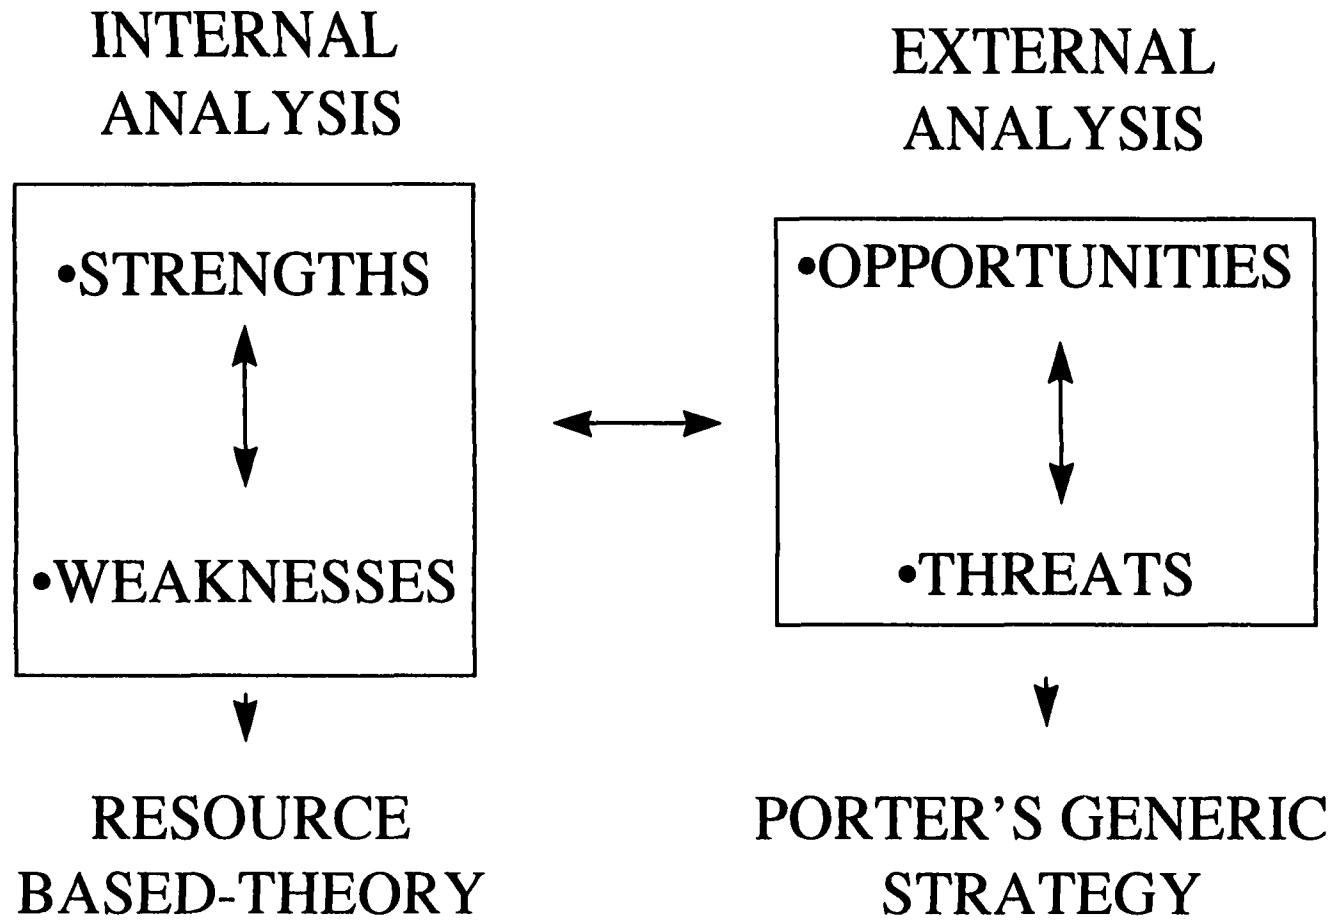 INTERNAL
ANALYSIS
•STRENGTHS
•WEAKNESSES
RESOURCE
BASED-THEORY
EXTERNAL
ANALYSIS
•OPPORTUNITIES
•THREATS
PORTER'S GENERIC
STRATEGY